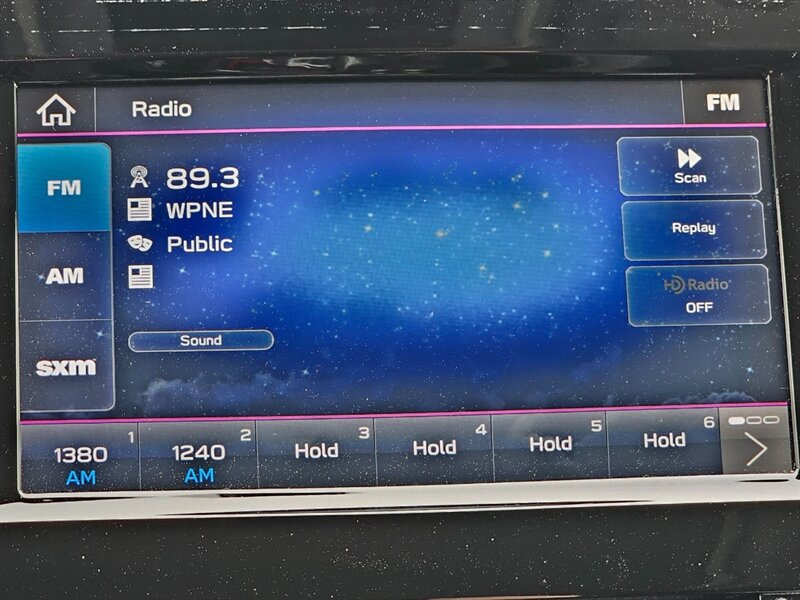 Radio
FM
FM
AM
sxm
89.3
WPNE
Public
Sound
Scan
Replay
HD Radio
OFF
1
1380
AM
2
1240
AM
3
Hold
4
Hold
5
Hold
6
Hold